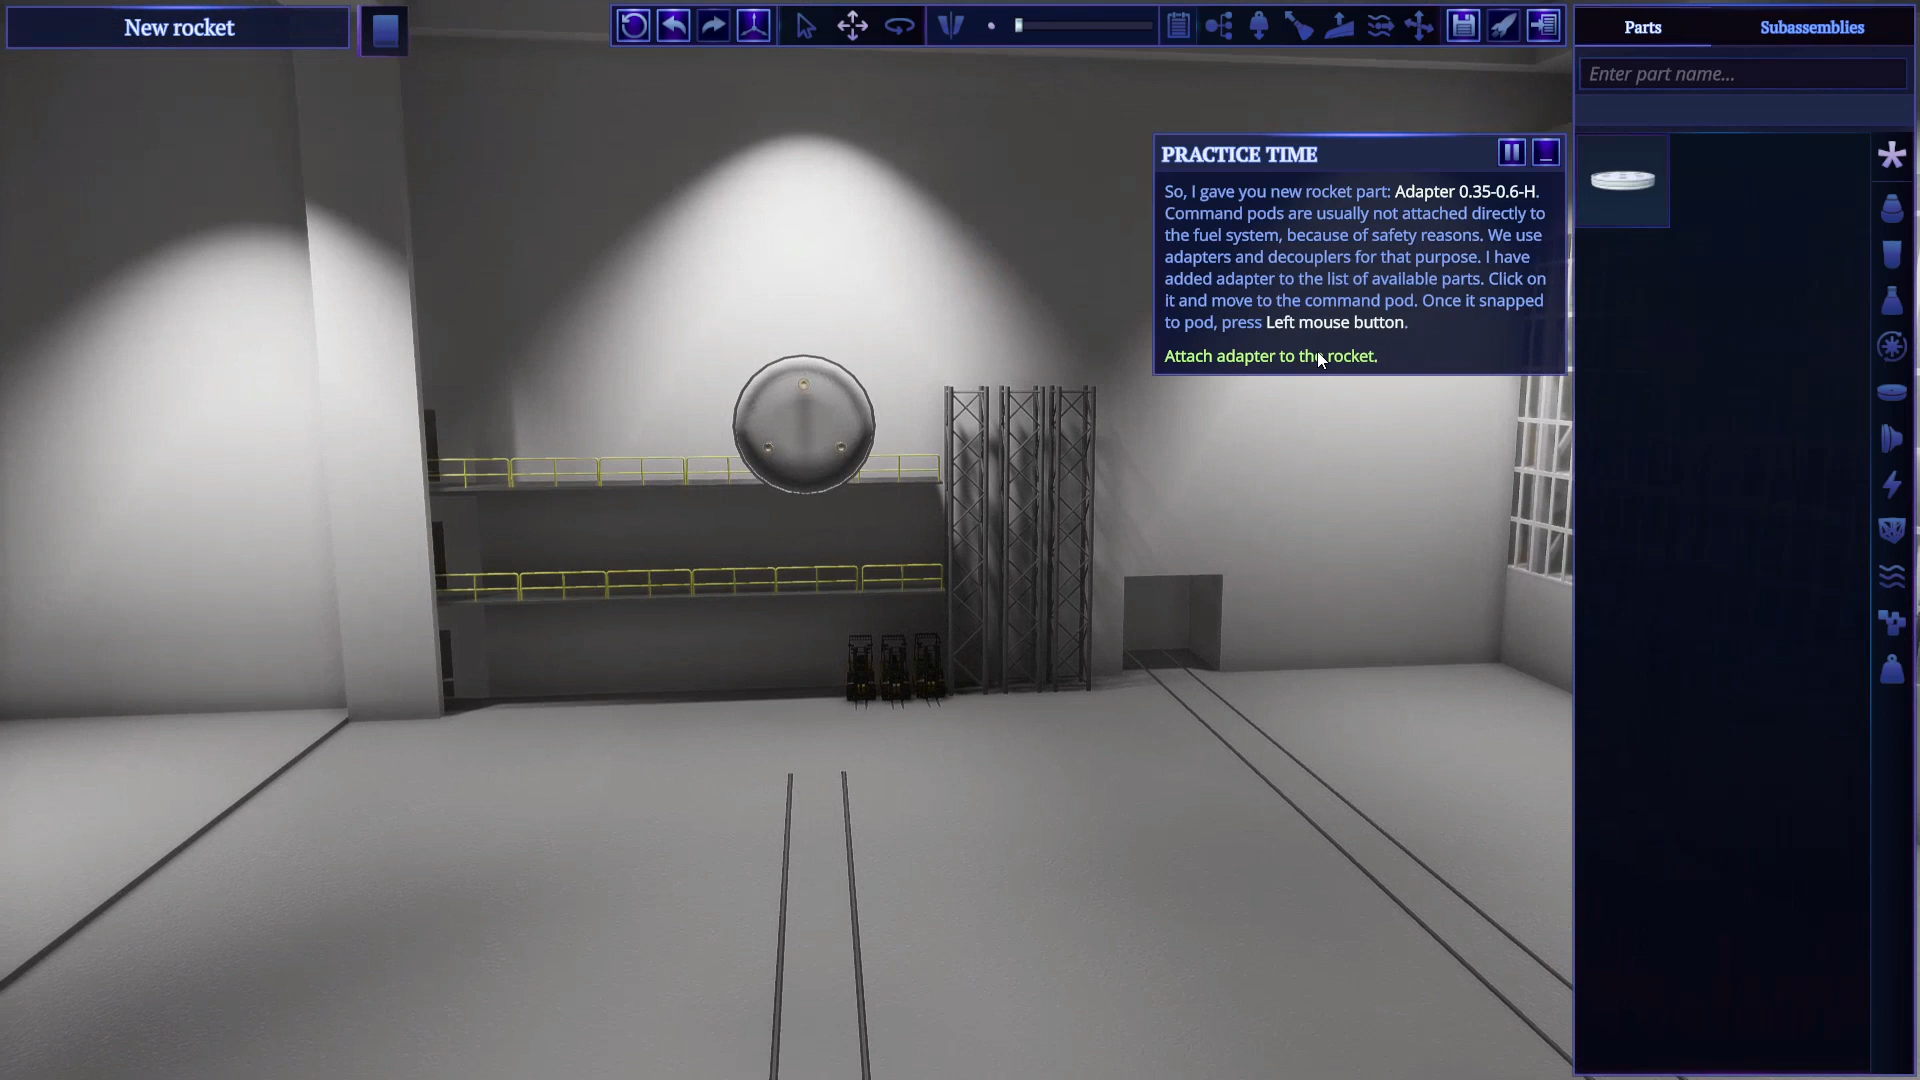 New rocket
Parts
Subassemblies
Enter part name...
PRACTICE TIME
So, I gave you new rocket part: Adapter 0.35-0.6-H.
Command pods are usually not attached directly to
the fuel system, because of safety reasons. We use
adapters and decouplers for that purpose. I have
added adapter to the list of available parts. Click on
it and move to the command pod. Once it snapped
to pod, press Left mouse button.
Attach adapter to the rocket.